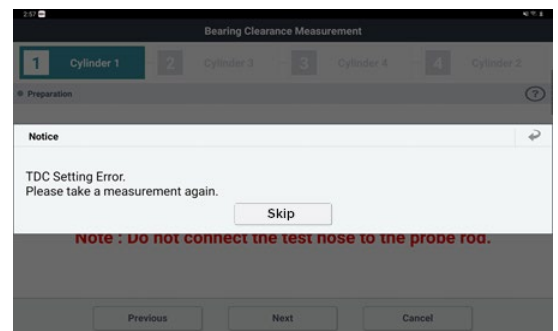 2:57
Bearing Clearance Measurement
1 Cylinder 1 2 Cylinder 3 3 Cylinder 4 4 Cylinder 2
Preparation ?
Notice
TDC Setting Error.
Please take a measurement again.
Skip
Note : Do not connect the test hose to the probe rod.
Previous Next Cancel